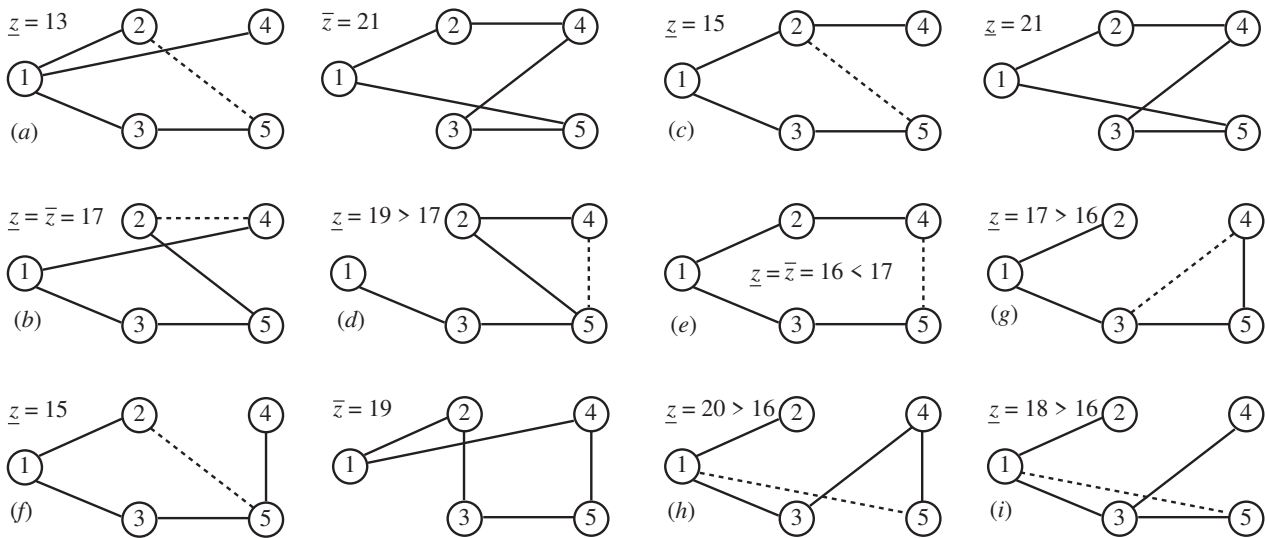 z̲ = 13 2 4
1
(a) 3 5
z̅ = 21 2 4
1
3 5
z̲ = 15 2 4
1
(c) 3 5
z̲ = 21 2 4
1
3 5
z̲ = z̅ = 17 2 4
1
(b) 3 5
z̲ = 19 > 17 2 4
1
(d) 3 5
2 4
1 z̲ = z̅ = 16 < 17
(e) 3 5
z̲ = 17 > 16 2 4
1
(g) 3 5
z̲ = 15 2 4
1
(f) 3 5
z̅ = 19 2 4
1
3 5
z̲ = 20 > 16 2 4
1
(h) 3 5
z̲ = 18 > 16 2 4
1
(i) 3 5